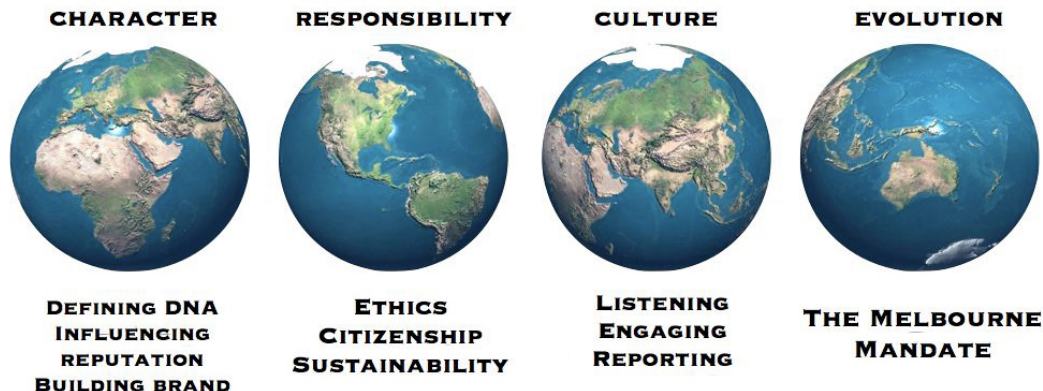 CHARACTER
RESPONSIBILITY
CULTURE
EVOLUTION
DEFINING DNA
INFLUENCING
REPUTATION
BUILDING BRAND
ETHICS
CITIZENSHIP
SUSTAINABILITY
LISTENING
ENGAGING
REPORTING
THE MELBOURNE
MANDATE